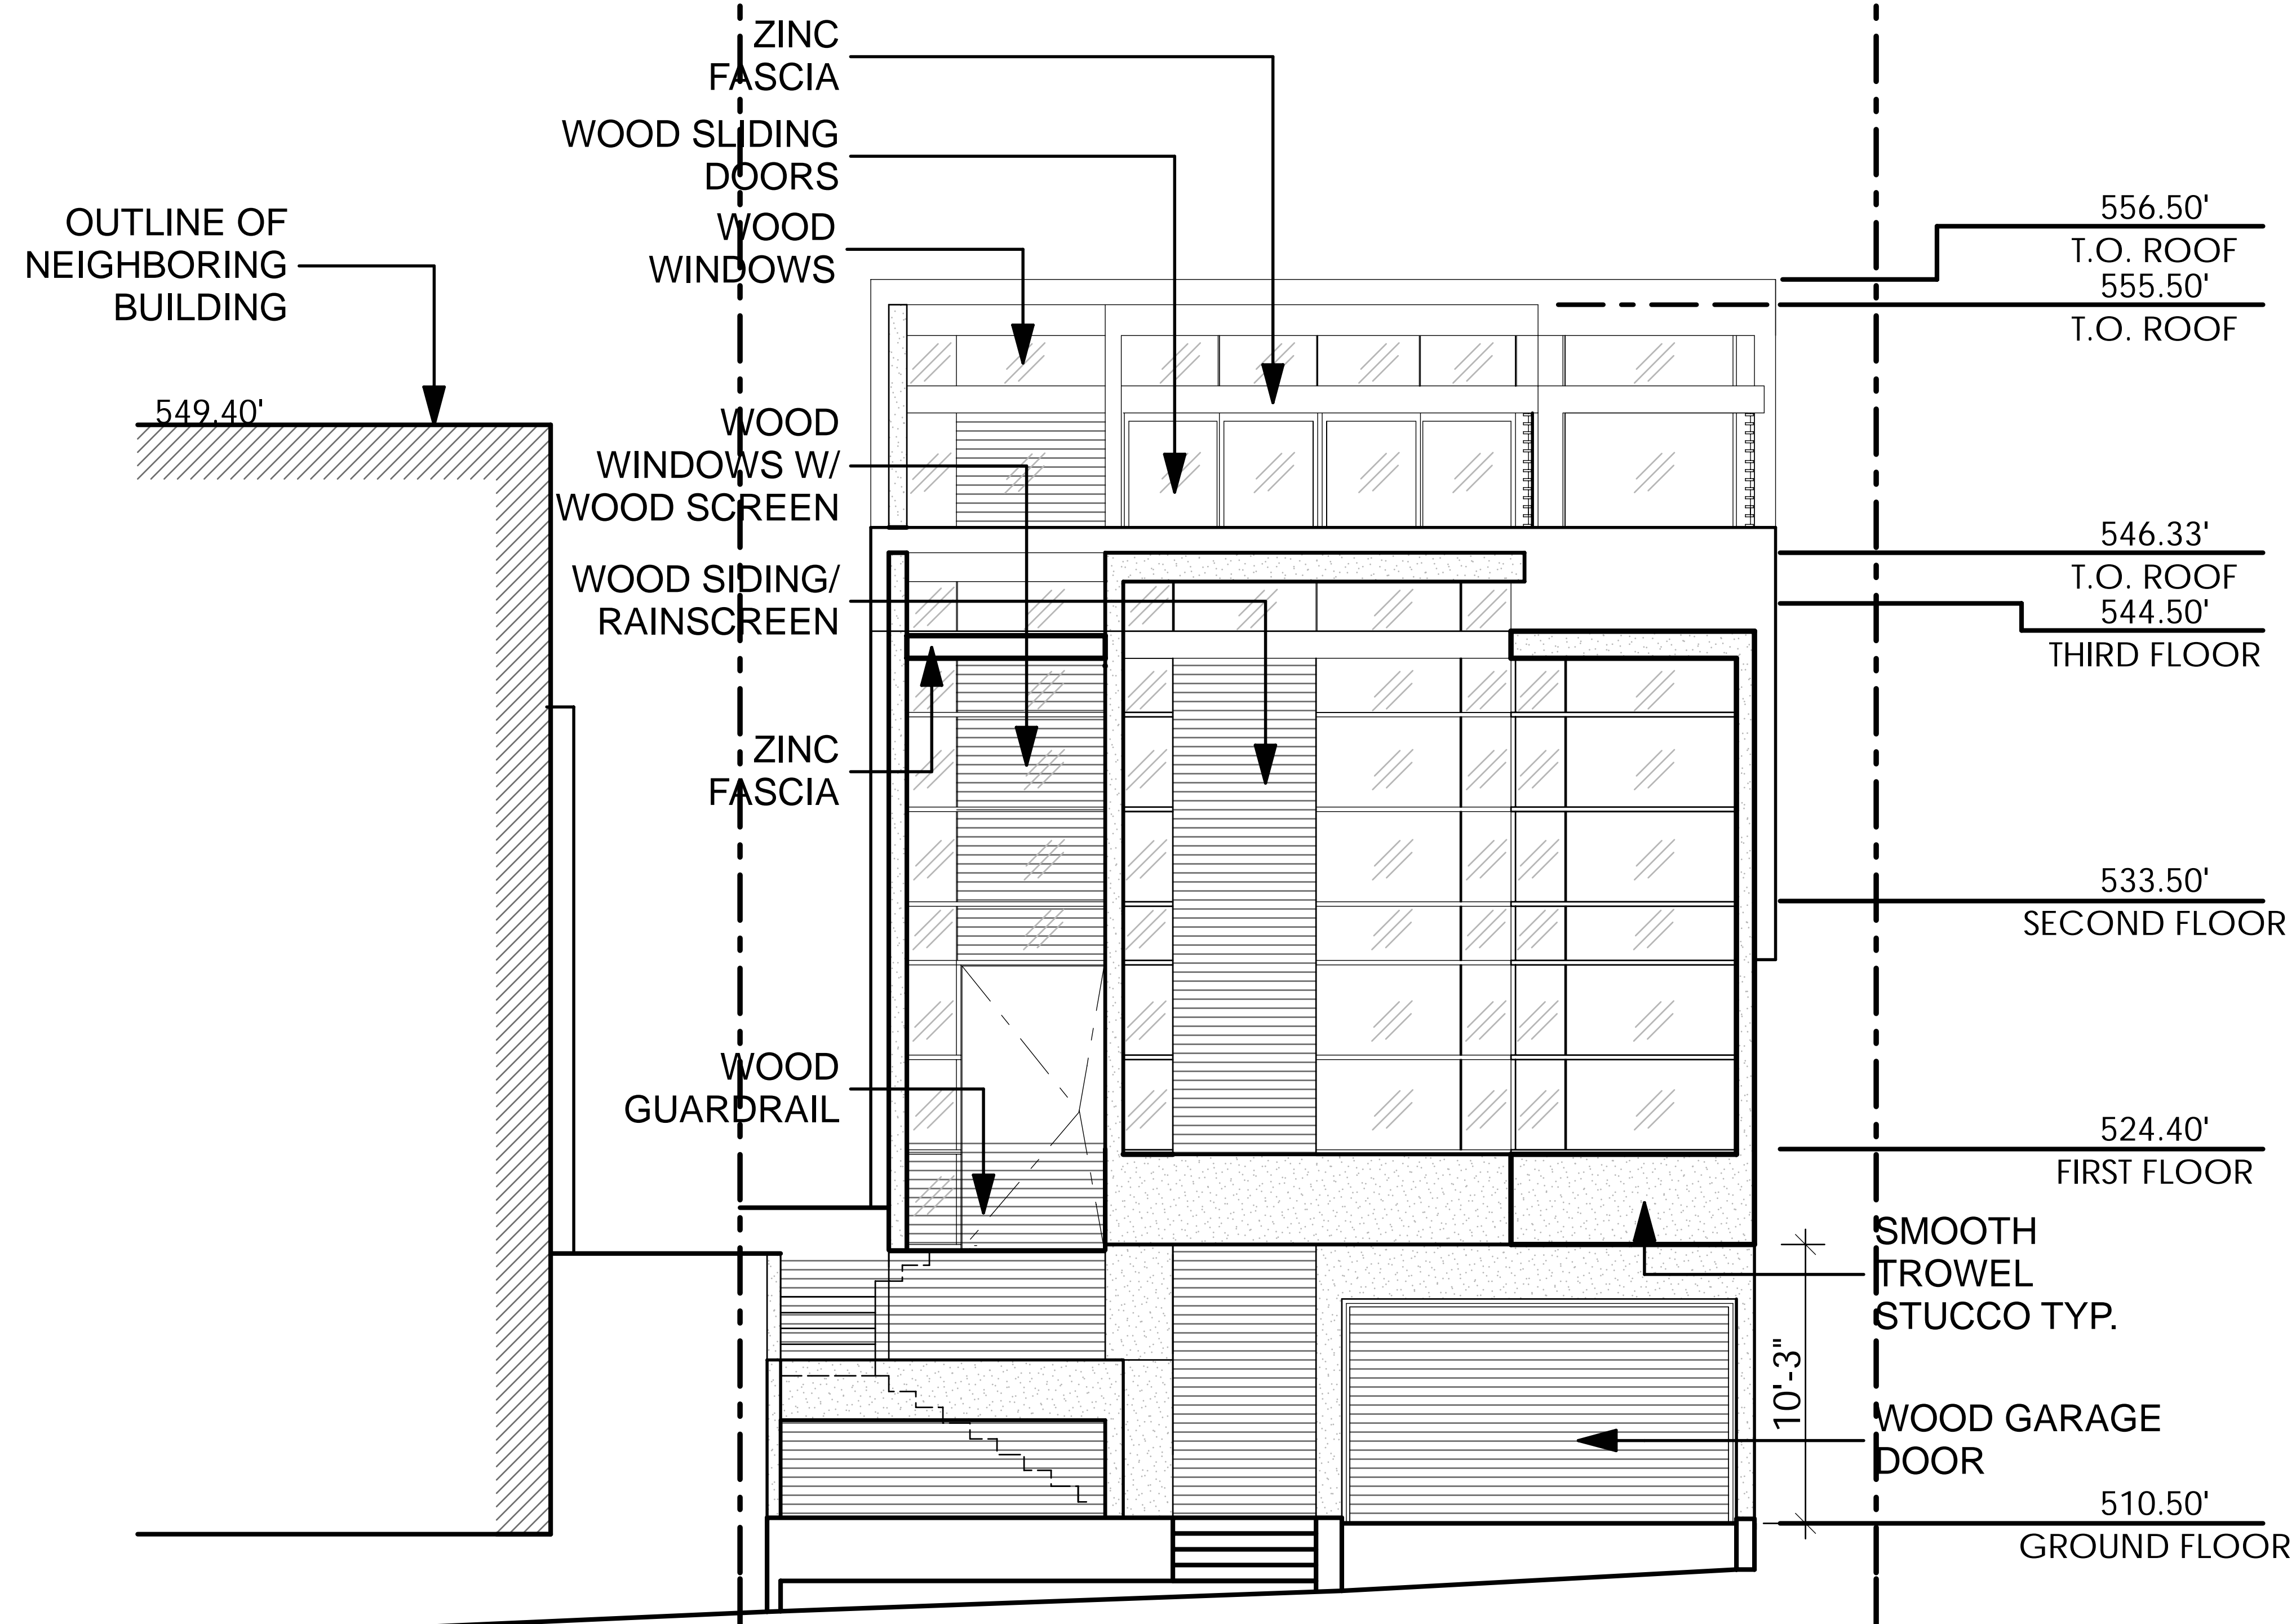 ZINC
FASCIA
WOOD SLIDING
DOORS
WOOD
WINDOWS
OUTLINE OF
NEIGHBORING
BUILDING
549.40'
WOOD
WINDOWS W/
WOOD SCREEN
WOOD SIDING/
RAINSCREEN
ZINC
FASCIA
WOOD
GUARDRAIL
556.50'
T.O. ROOF
555.50'
T.O. ROOF
546.33'
T.O. ROOF
544.50'
THIRD FLOOR
533.50'
SECOND FLOOR
524.40'
FIRST FLOOR
SMOOTH
TROWEL
STUCCO TYP.
10'-3"
WOOD GARAGE
DOOR
510.50'
GROUND FLOOR